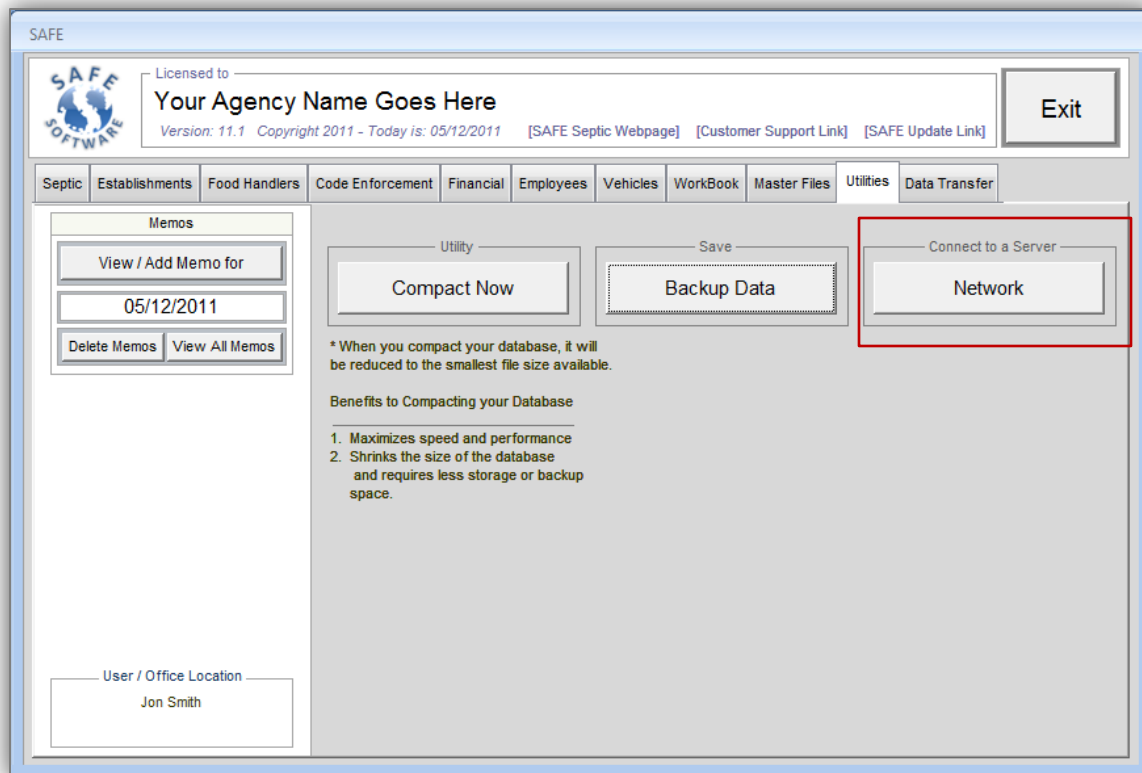 SAFE
SAFE
SOFTWARE
Licensed to
Your Agency Name Goes Here
Version: 11.1 Copyright 2011 - Today is: 05/12/2011 [SAFE Septic Webpage] [Customer Support Link] [SAFE Update Link]
Exit
Septic Establishments Food Handlers Code Enforcement Financial Employees Vehicles WorkBook Master Files Utilities Data Transfer
Memos
View / Add Memo for
05/12/2011
Delete Memos View All Memos
Utility
Compact Now
Save
Backup Data
Connect to a Server
Network
* When you compact your database, it will
be reduced to the smallest file size available.
Benefits to Compacting your Database
1. Maximizes speed and performance
2. Shrinks the size of the database
and requires less storage or backup
space.
User / Office Location
Jon Smith